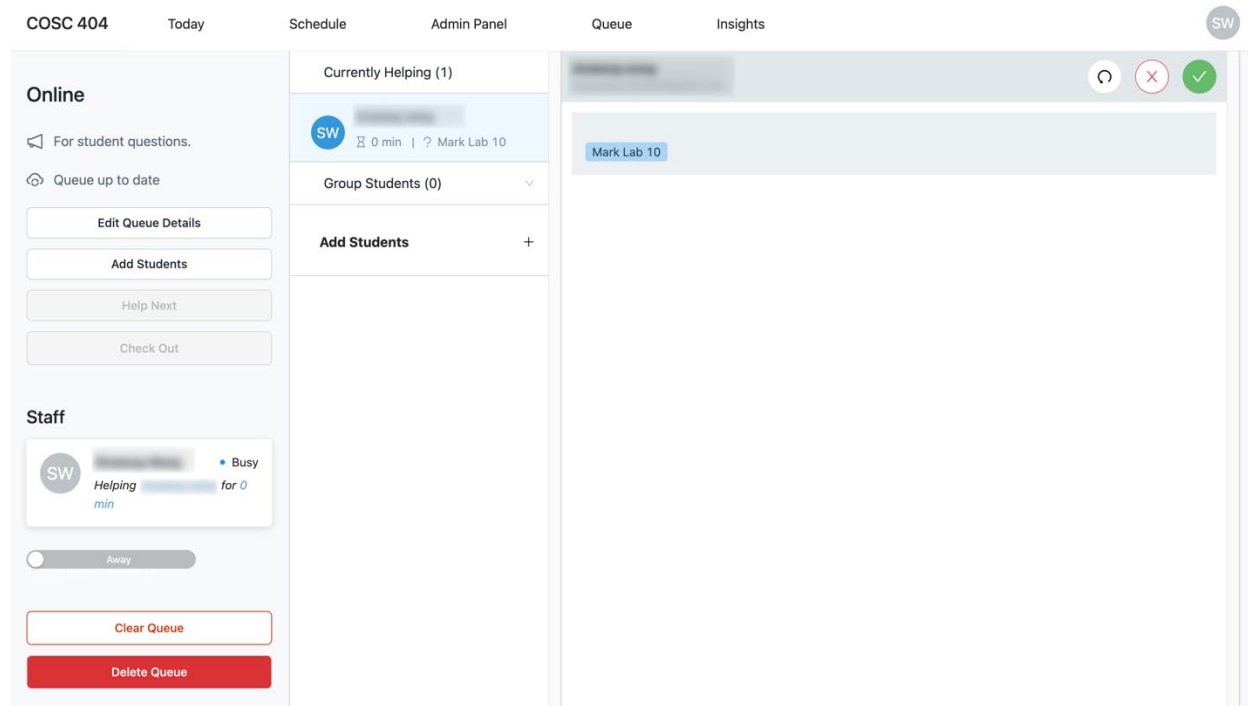 COSC 404 Today Schedule Admin Panel Queue Insights SW
Online
For student questions.
Queue up to date
Edit Queue Details
Add Students
Help Next
Check Out
Staff
SW
Busy
Helping for 0
min
Away
Clear Queue
Delete Queue
Currently Helping (1)
SW
0 min | ? Mark Lab 10
Group Students (0)
Add Students +
Mark Lab 10